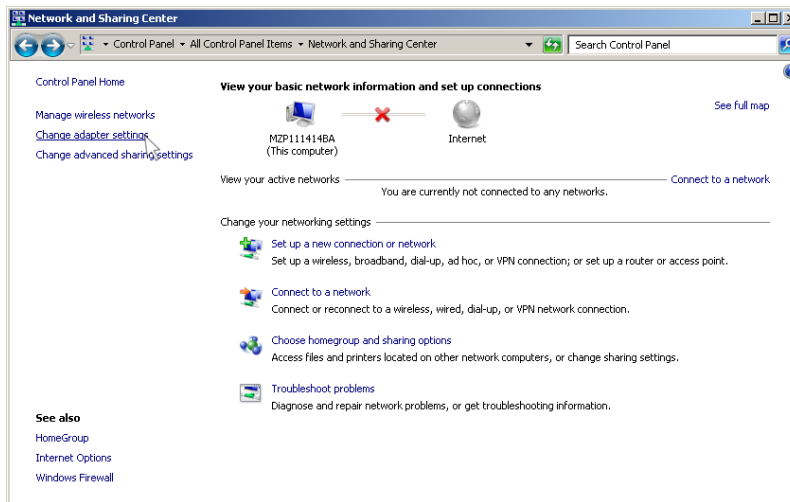 Network and Sharing Center
Control Panel All Control Panel Items Network and Sharing Center
Search Control Panel
Control Panel Home
Manage wireless networks
Change adapter settings
Change advanced sharing settings
View your basic network information and set up connections
See full map
MZP111414BA
(This computer)
Internet
View your active networks
Connect to a network
You are currently not connected to any networks.
Change your networking settings
Set up a new connection or network
Set up a wireless, broadband, dial-up, ad hoc, or VPN connection; or set up a router or access point.
Connect to a network
Connect or reconnect to a wireless, wired, dial-up, or VPN network connection.
Choose homegroup and sharing options
Access files and printers located on other network computers, or change sharing settings.
Troubleshoot problems
Diagnose and repair network problems, or get troubleshooting information.
See also
HomeGroup
Internet Options
Windows Firewall